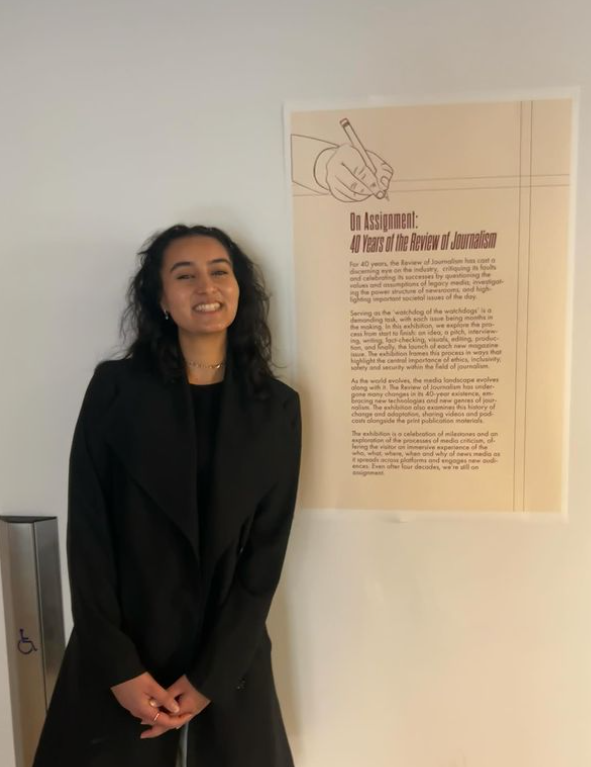 On Assignment:
40 Years of the Review of Journalism
For 40 years, the Review of Journalism has cast a
discerning eye on the industry, critiquing its faults
and celebrating its successes by questioning the
values and assumptions of legacy media, investigat-
ing the power structure of newsrooms, and high-
lighting important societal issues of the day.
Serving as the 'watchdog of the watchdogs' is a
demanding task, with each issue being months in
the making. In this exhibition, we explore the pro-
cess from start to finish: an idea, a pitch, interview-
ing, writing, fact-checking, visuals, editing, produc-
tion, and finally, the launch of each new magazine
issue. The exhibition frames this process in ways that
highlight the central importance of ethics, inclusivity,
safety and security within the field of journalism.
As the world evolves, the media landscape evolves
along with it. The Review of Journalism has under-
gone many changes in its 40-year existence, em-
bracing new technologies and new genres of jour-
nalism. The exhibition also examines this history of
change and adaptation, sharing videos and pod-
casts alongside the print publication materials.
The exhibition is a celebration of milestones and an
exploration of the processes of media criticism, of-
fering the visitor an immersive experience of the
who, what, where, when and why of news media as
it spreads across platforms and engages new audi-
ences. Even after four decades, we're still on
assignment.